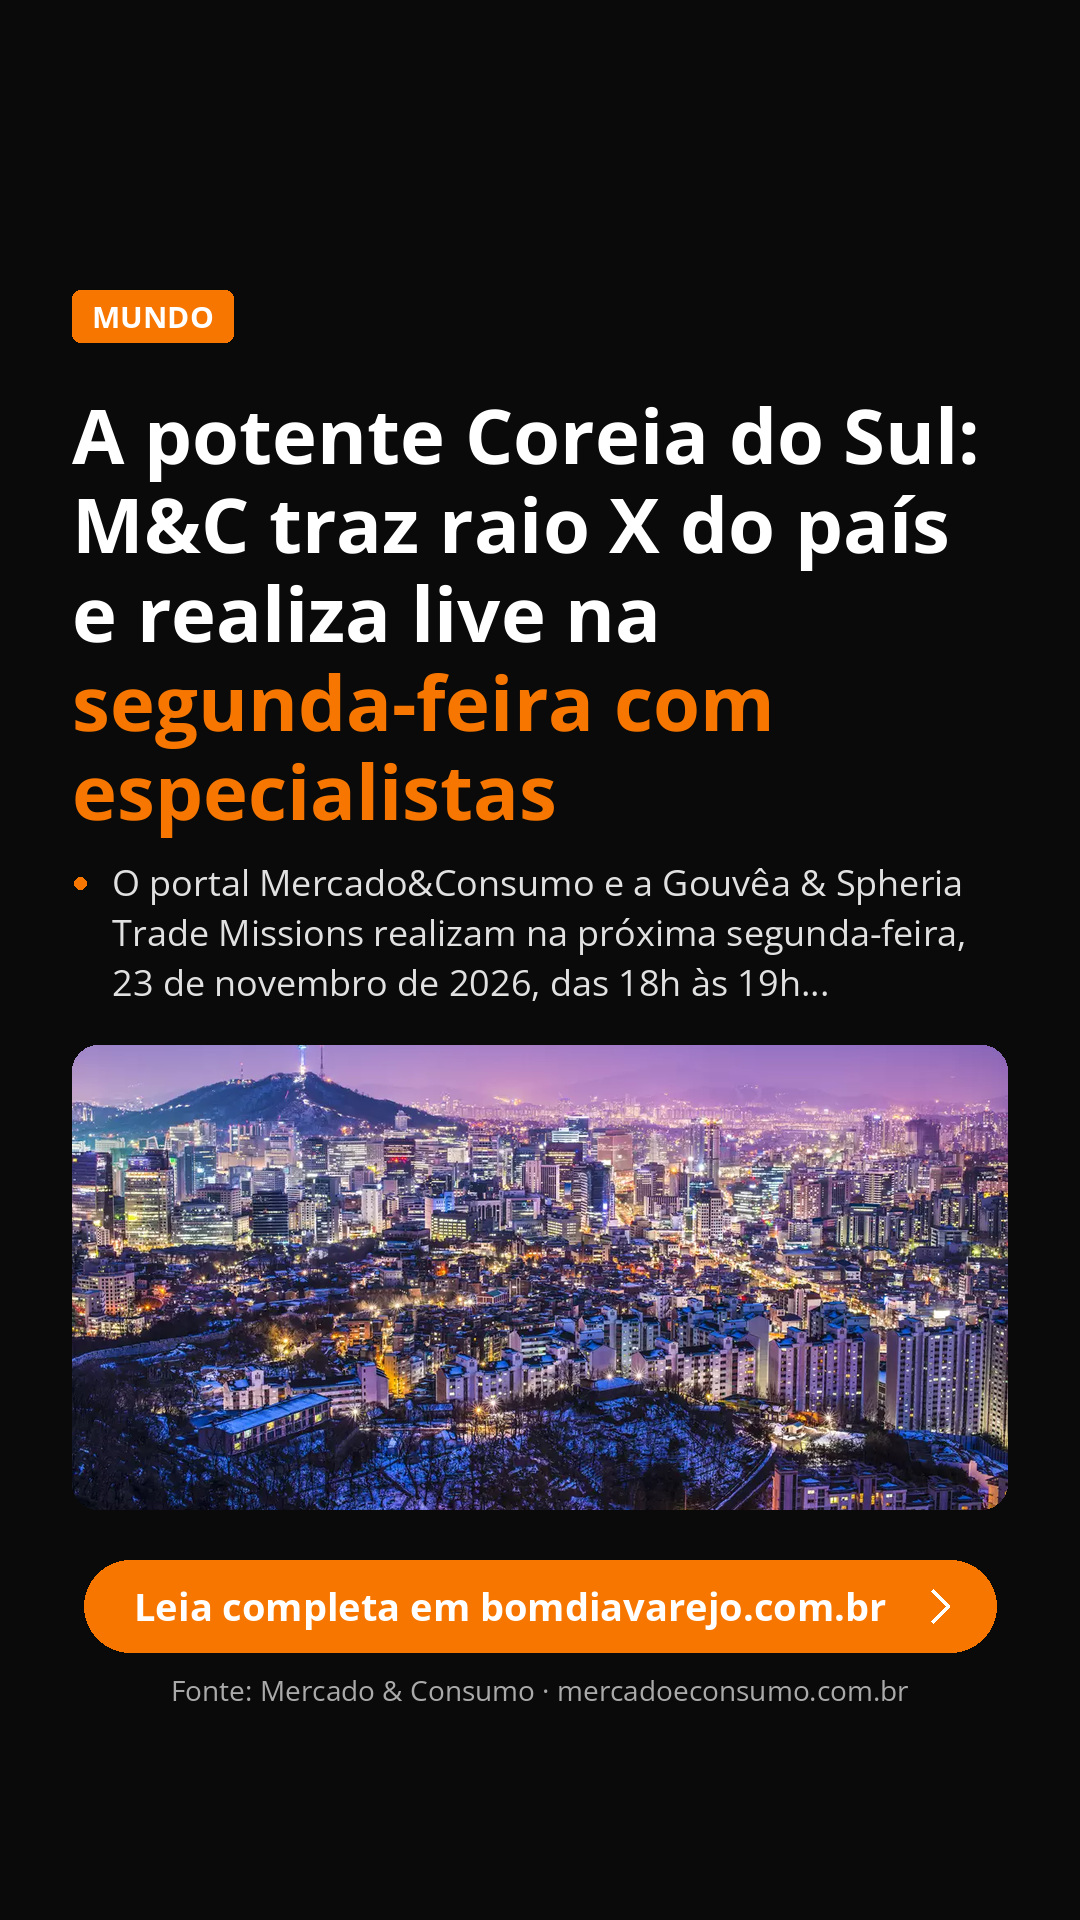 MUNDO
A potente Coreia do Sul:
M&C traz raio X do país
e realiza live na
segunda-feira com
especialistas
O portal Mercado&Consumo e a Gouvêa & Spheria
Trade Missions realizam na próxima segunda-feira,
23 de novembro de 2026, das 18h às 19h...
Leia completa em bomdiavarejo.com.br
Fonte: Mercado & Consumo · mercadoeconsumo.com.br